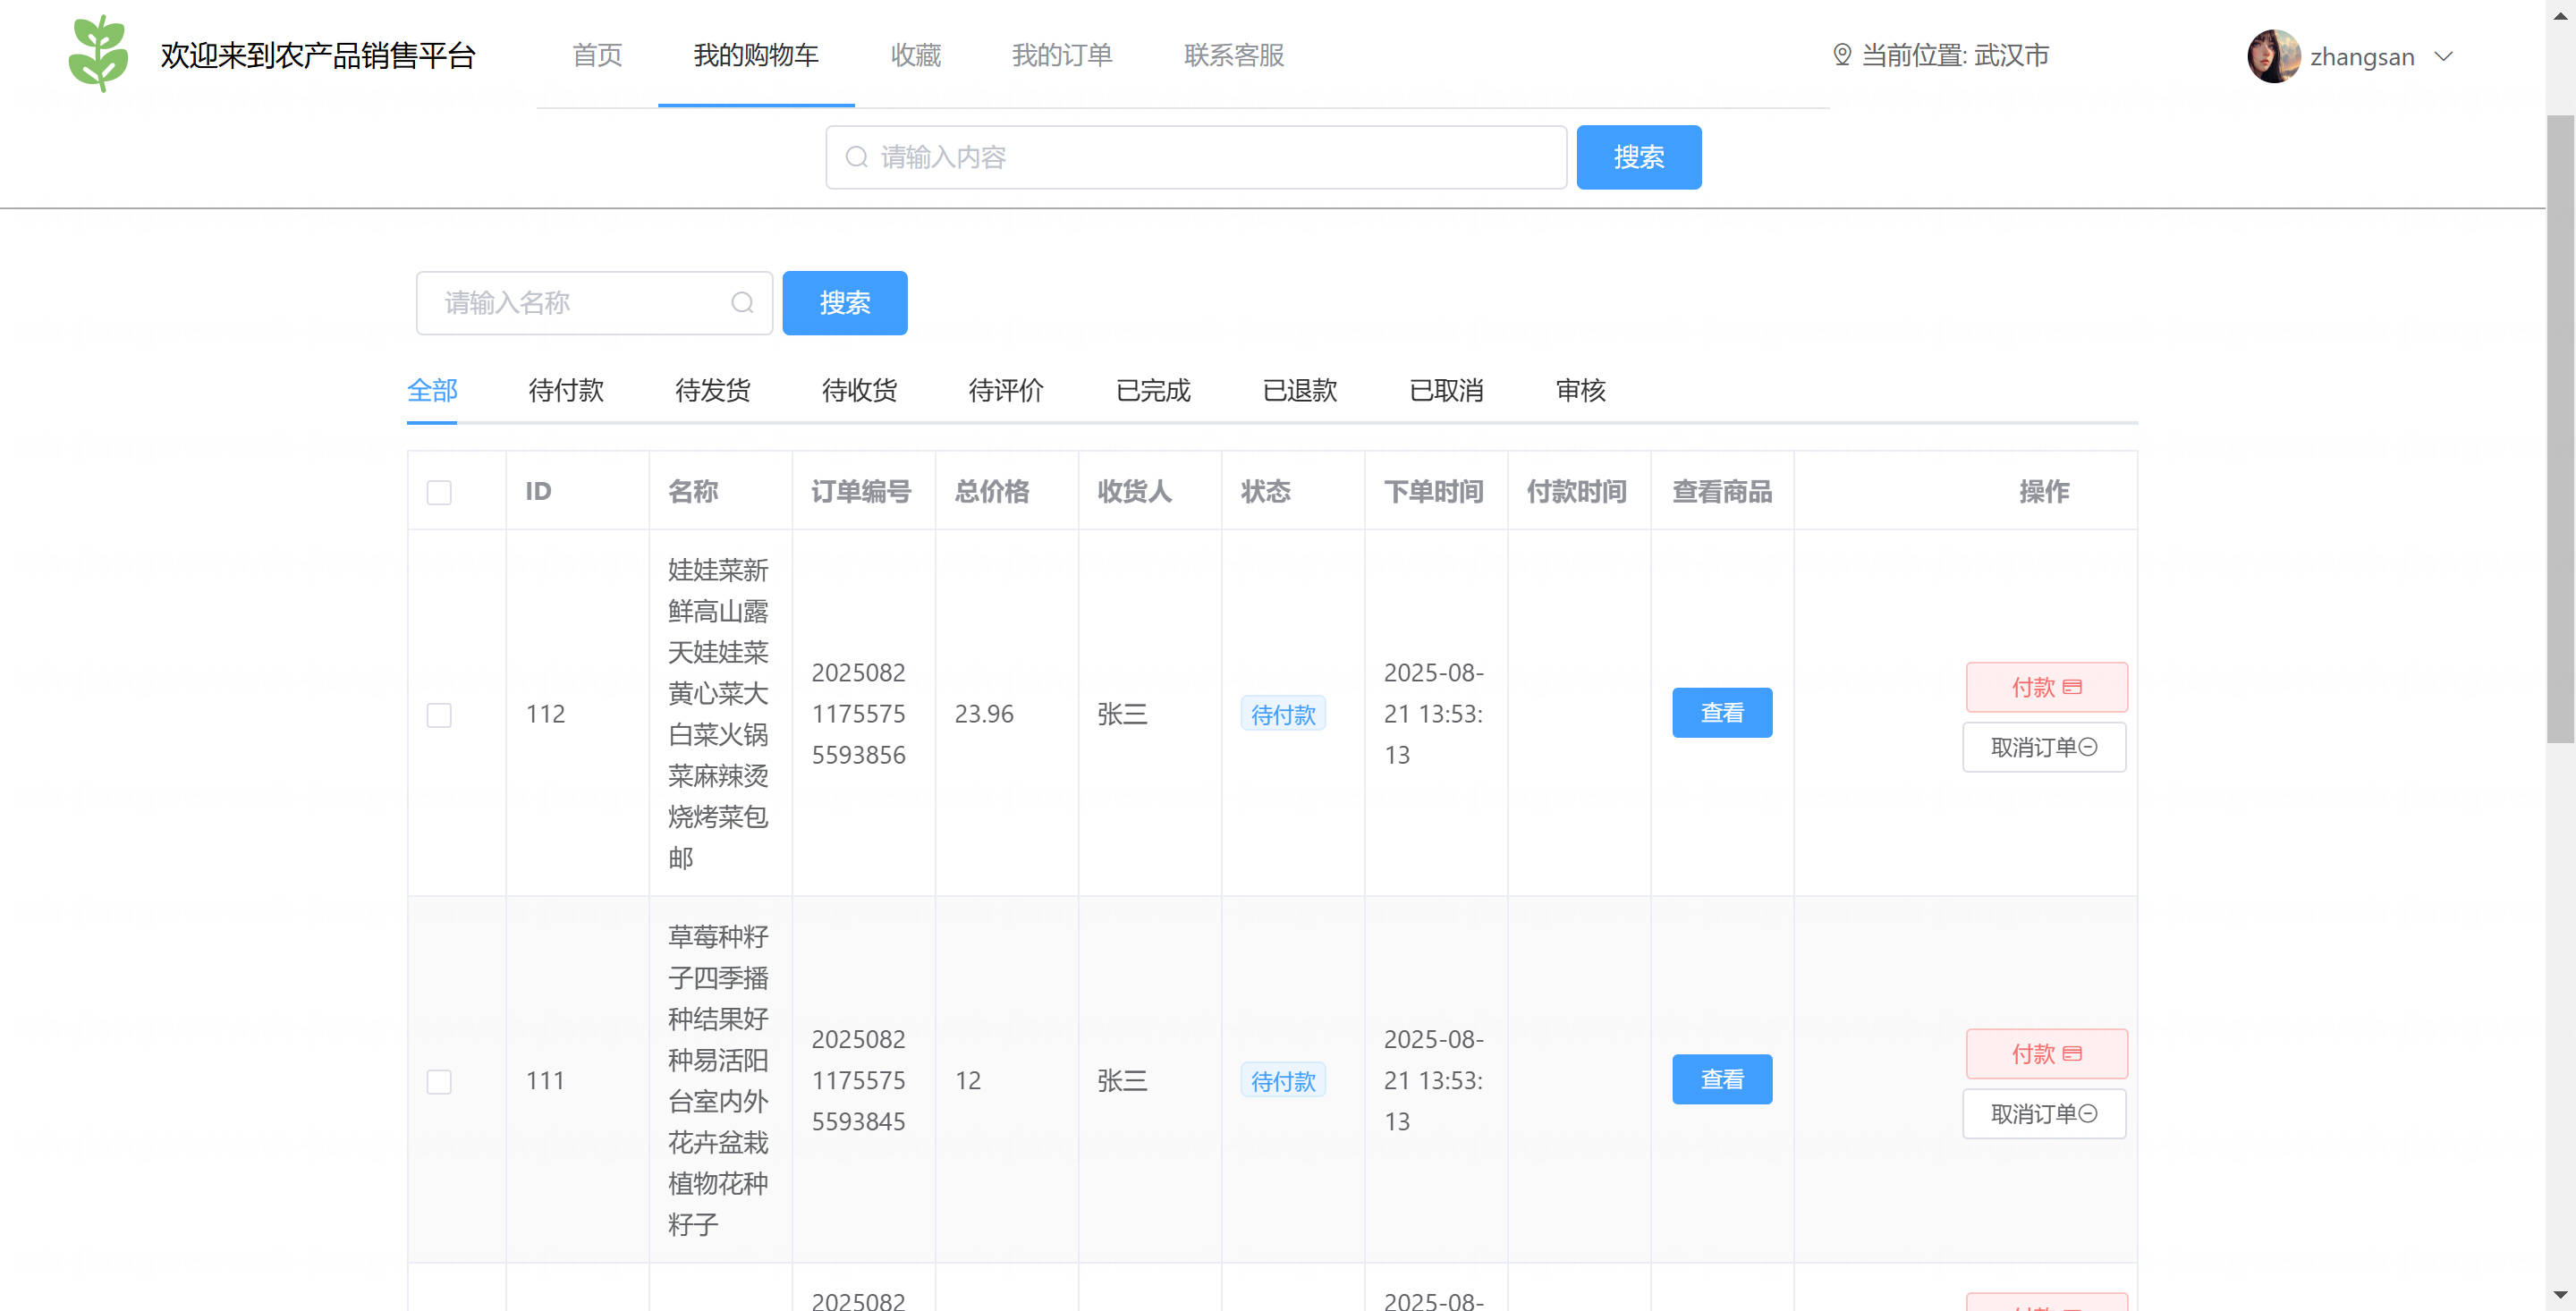 欢迎来到农产品销售平台
首页
我的购物车
收藏
我的订单
联系客服
当前位置: 武汉市
zhangsan
请输入内容
搜索
请输入名称
搜索
全部
待付款
待发货
待收货
待评价
已完成
已退款
已取消
审核
ID
名称
订单编号
总价格
收货人
状态
下单时间
付款时间
查看商品
操作
112
娃娃菜新
鲜高山露
天娃娃菜
黄心菜大
白菜火锅
菜麻辣烫
烧烤菜包
邮
2025082
1175575
5593856
23.96
张三
待付款
2025-08-
21 13:53:
13
查看
付款
取消订单
111
草莓种籽
子四季播
种结果好
种易活阳
台室内外
花卉盆栽
植物花种
籽子
2025082
1175575
5593845
12
张三
待付款
2025-08-
21 13:53:
13
查看
付款
取消订单
2025082
2025-08-